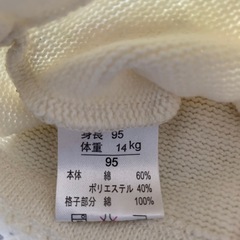 身長 95
体重 14kg
95
本体 綿 60%
ポリエステル 40%
格子部分 綿 100%